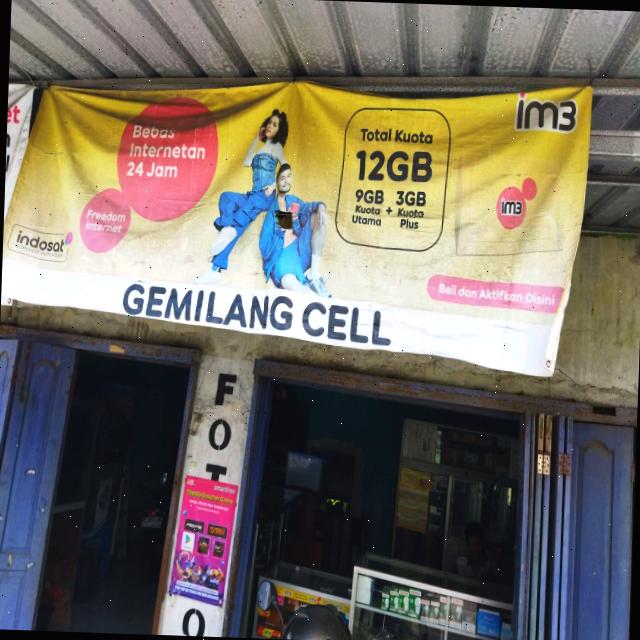 Bebas
Internetan
24 Jam
Freedom
Internet
indosat
Total Kuota
12GB
9GB 3GB
Kuota + Kuota
Utama Plus
im3
im3
Beli dan Aktifkan Disini
GEMILANG CELL
F
O
T
O
smartfren